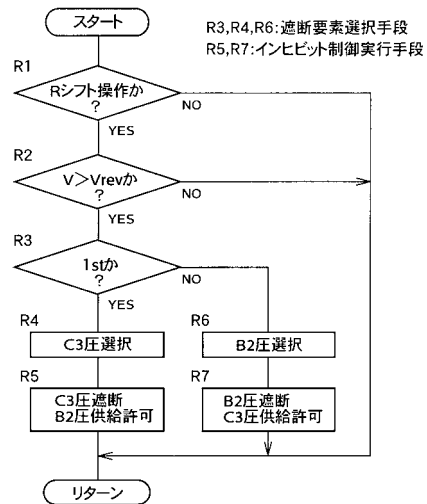 スタート
R3,R4,R6:遮断要素選択手段
R5,R7:インヒビット制御実行手段
R1
Rシフト操作か
?
NO
YES
R2
V>Vrevか
?
NO
YES
R3
1stか
?
NO
YES
R4
C3圧選択
R6
B2圧選択
R5
C3圧遮断
B2圧供給許可
R7
B2圧遮断
C3圧供給許可
リターン